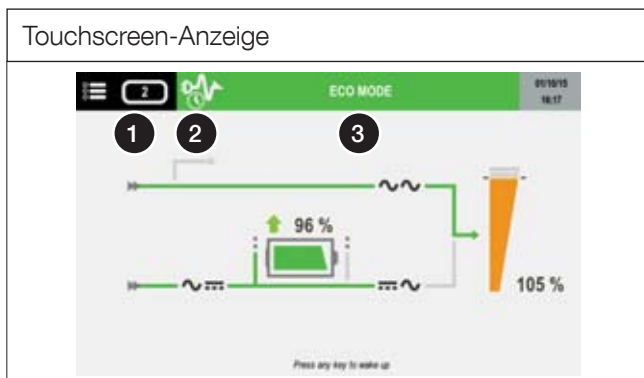 Touchscreen-Anzeige
2
ECO MODE
01/10/15
16:17
1
2
3
96 %
105 %
Press any key to wake up